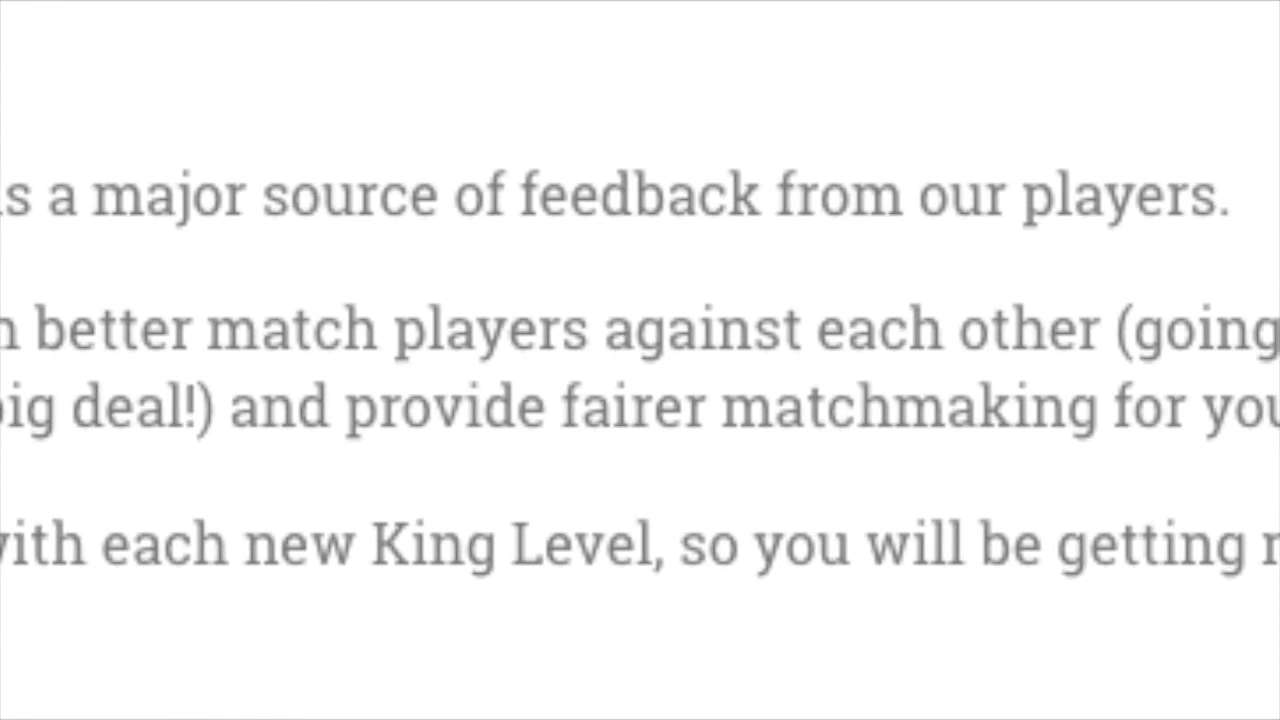 is a major source of feedback from our players.
better match players against each other (going
big deal!) and provide fairer matchmaking for you
with each new King Level, so you will be getting